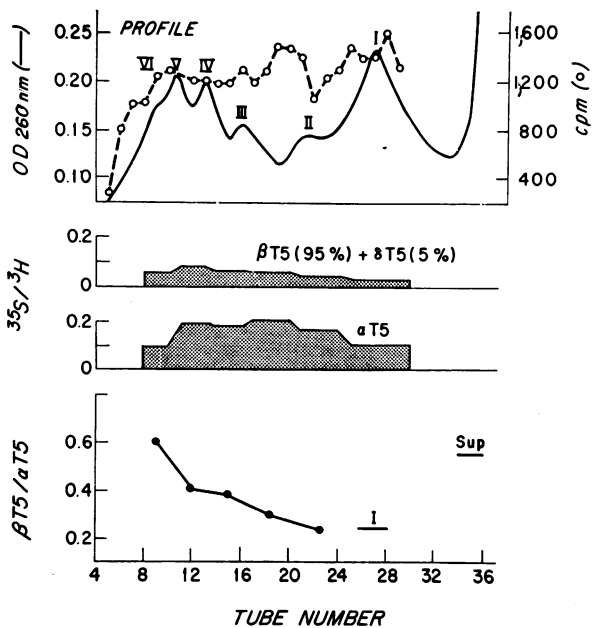 PROFILE
OD 260 nm (—)
0.25
0.20
0.15
0.10
VI V IV III II I
1,600
1,200
800
400
cpm (o)
35S/3H
0.2
0
βT5 (95 %) + δT5 (5 %)
0.2
0
αT5
βT5/αT5
0.6
0.4
0.2
I
Sup
4 8 12 16 20 24 28 32 36
TUBE NUMBER